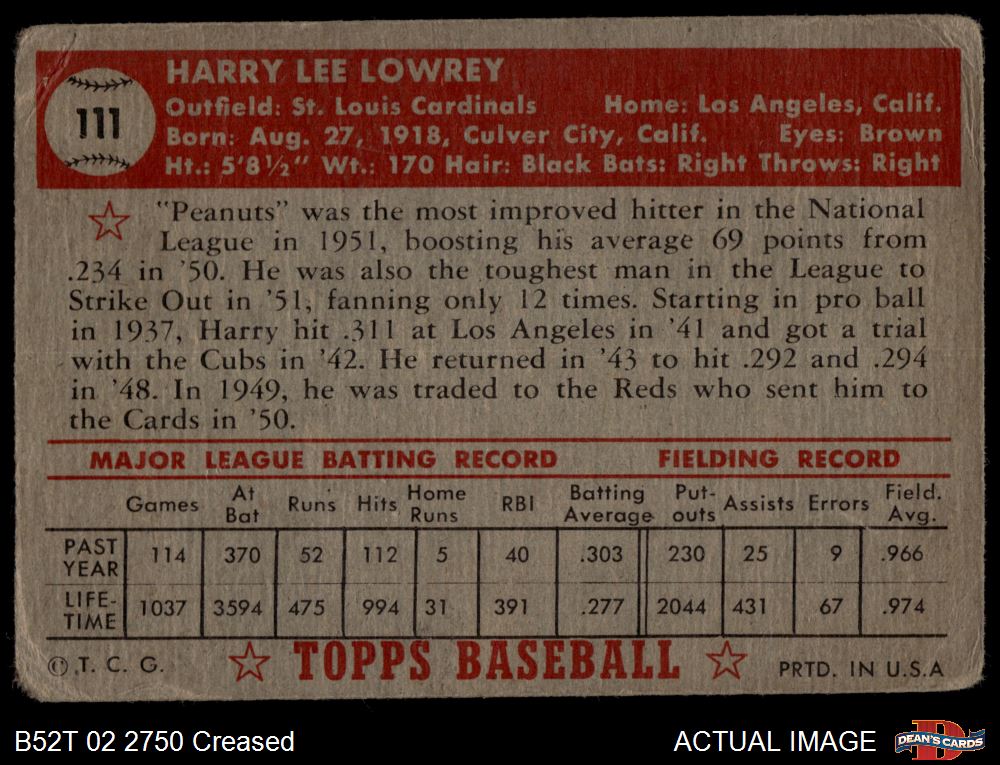 111
HARRY LEE LOWREY
Outfield: St. Louis Cardinals Home: Los Angeles, Calif.
Born: Aug. 27, 1918, Culver City, Calif. Eyes: Brown
Ht.: 5'8½" Wt.: 170 Hair: Black Bats: Right Throws: Right
"Peanuts" was the most improved hitter in the National
League in 1951, boosting his average 69 points from
.234 in '50. He was also the toughest man in the League to
Strike Out in '51, fanning only 12 times. Starting in pro ball
in 1937, Harry hit .311 at Los Angeles in '41 and got a trial
with the Cubs in '42. He returned in '43 to hit .292 and .294
in '48. In 1949, he was traded to the Reds who sent him to
the Cards in '50.
MAJOR LEAGUE BATTING RECORD FIELDING RECORD
Games At Bat Runs Hits Home Runs RBI Batting Average Put-outs Assists Errors Field. Avg.
PAST YEAR 114 370 52 112 5 40 .303 230 25 9 .966
LIFE-TIME 1037 3594 475 994 31 391 .277 2044 431 67 .974
© T. C. G. TOPPS BASEBALL PRTD. IN U.S.A
B52T 02 2750 Creased ACTUAL IMAGE DEAN'S CARDS